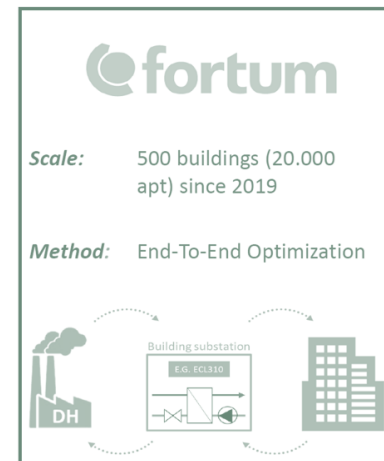 fortum
Scale: 500 buildings (20.000
apt) since 2019
Method: End-To-End Optimization
Building substation
E.G. ECL310
DH